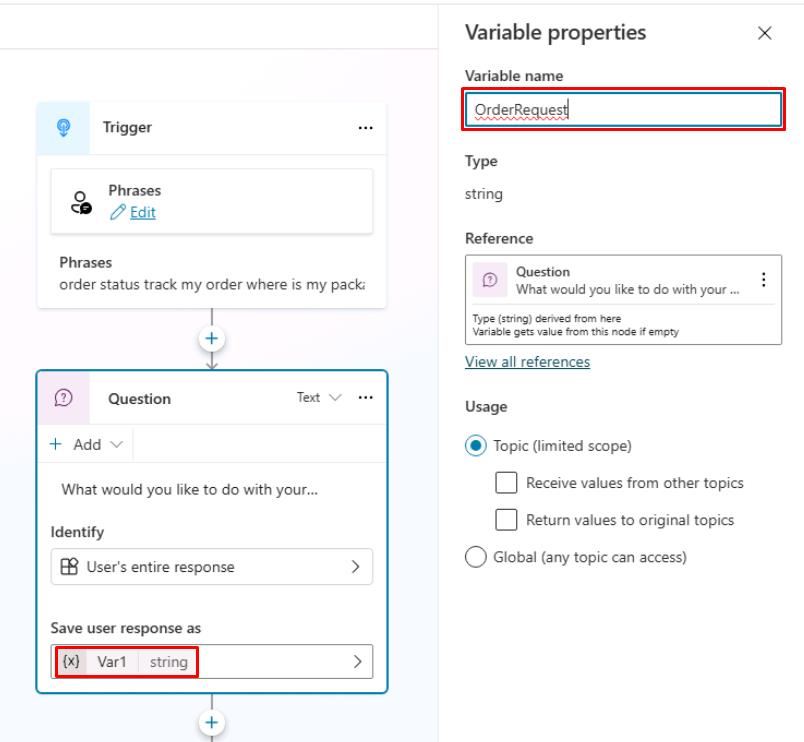 Trigger
Phrases
Edit
Phrases
order status track my order where is my packa
Question
Text
Add
What would you like to do with your...
Identify
User's entire response
Save user response as
{x} Var1 string
Variable properties
Variable name
OrderRequest
Type
string
Reference
Question
What would you like to do with your ...
Type (string) derived from here
Variable gets value from this node if empty
View all references
Usage
Topic (limited scope)
Receive values from other topics
Return values to original topics
Global (any topic can access)